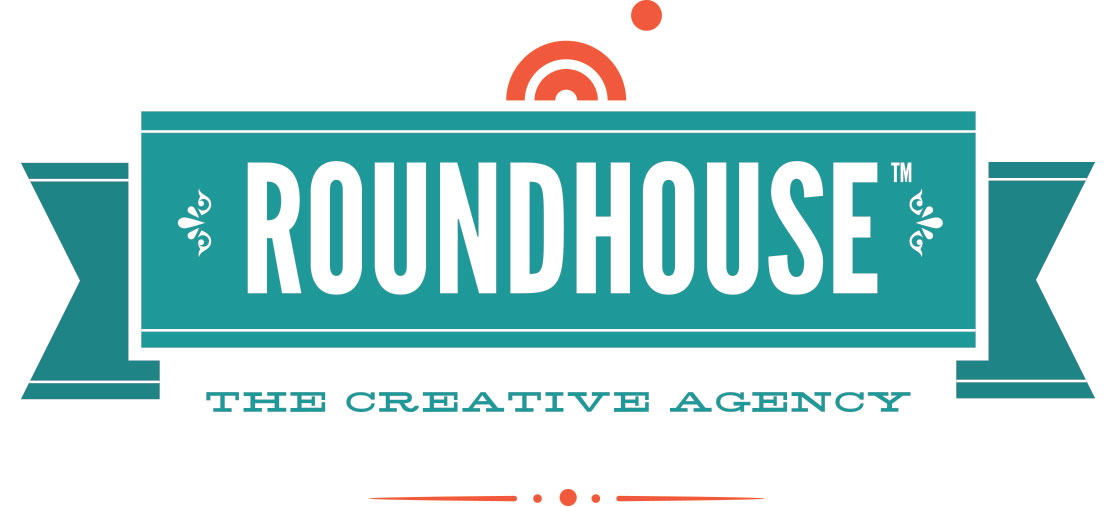 ROUNDHOUSE™
THE CREATIVE AGENCY